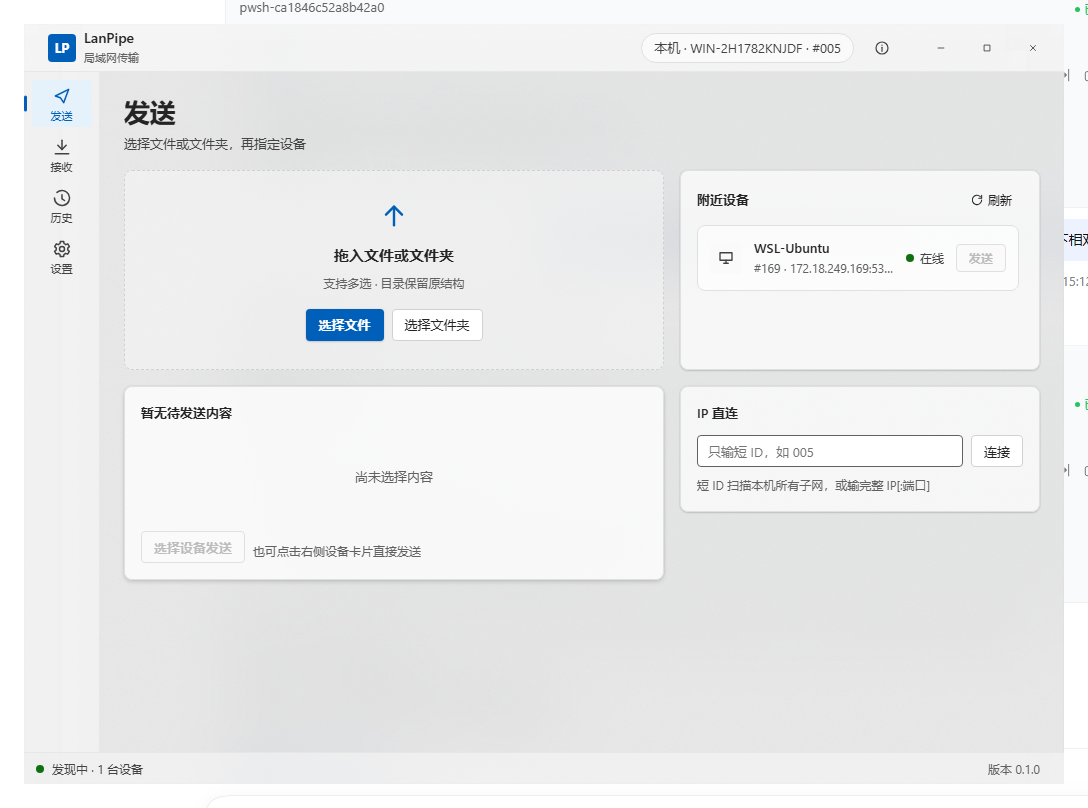 pwsh-ca1846c52a8b42a0
LP
LanPipe
局域网传输
本机 · WIN-2H1782KNJDF · #005
发送
接收
历史
设置
发送
选择文件或文件夹，再指定设备
拖入文件或文件夹
支持多选 · 目录保留原结构
选择文件
选择文件夹
附近设备
刷新
WSL-Ubuntu
#169 · 172.18.249.169:53...
在线
发送
暂无待发送内容
尚未选择内容
选择设备发送
也可点击右侧设备卡片直接发送
IP 直连
只输短 ID，如 005
连接
短 ID 扫描本机所有子网，或输完整 IP[:端口]
发现中 · 1 台设备
版本 0.1.0
下相对
15:12